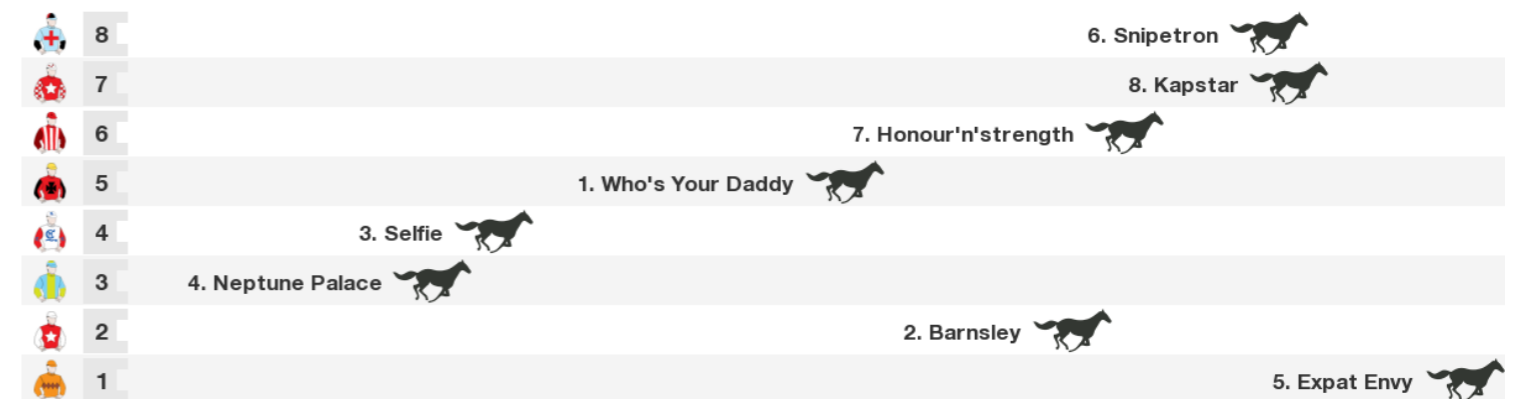 8 6. Snipetron
7 8. Kapstar
6 7. Honour'n'strength
5 1. Who's Your Daddy
4 3. Selfie
3 4. Neptune Palace
2 2. Barnsley
1 5. Expat Envy